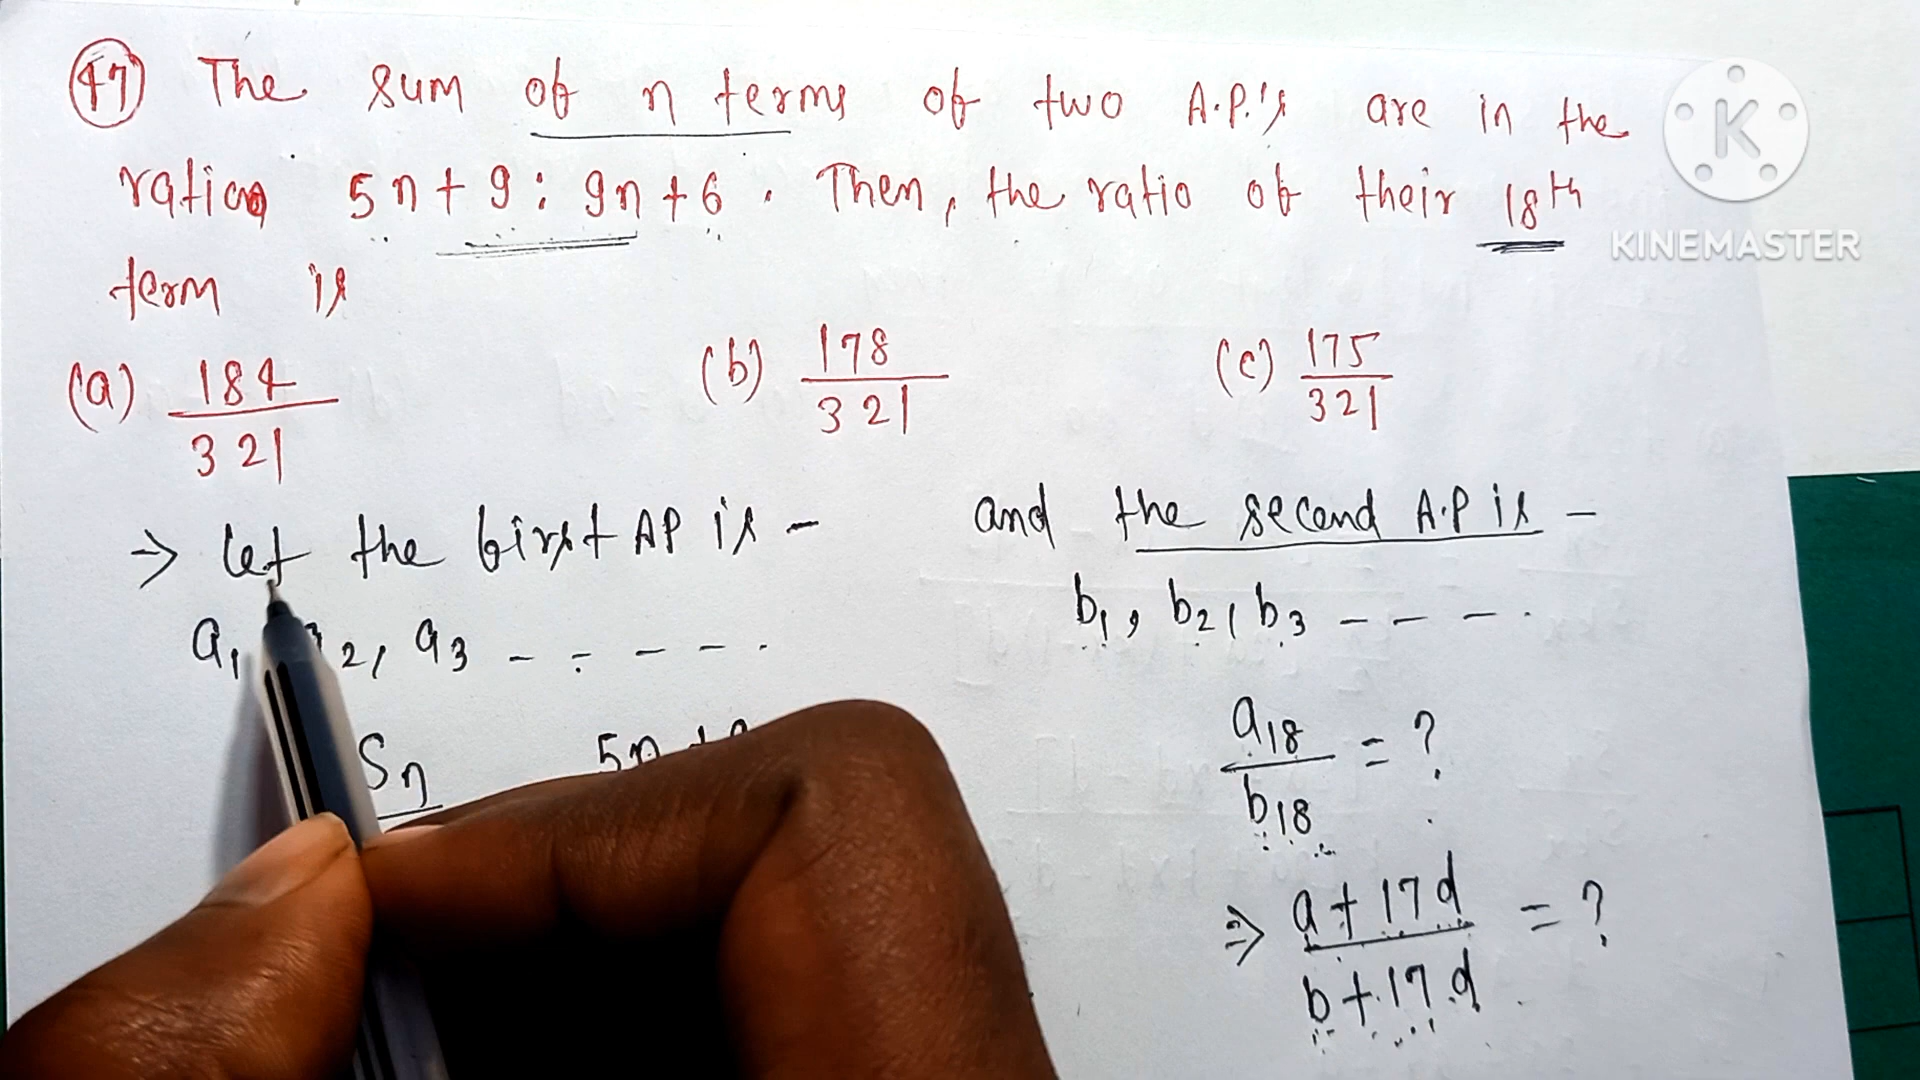 47 The sum of n terms of two A.P.'s are in the
ratio 5n+9 : 9n+6 . Then, the ratio of their 18th
term is
(a) 184/321 (b) 178/321 (c) 175/321
⇒ Let the first AP is - and the second A.P is -
a1, a2, a3 ----- b1, b2, b3 ----
Sn 5n+9
a18/b18 = ?
⇒ a+17d/b+17d = ?
K
KINEMASTER